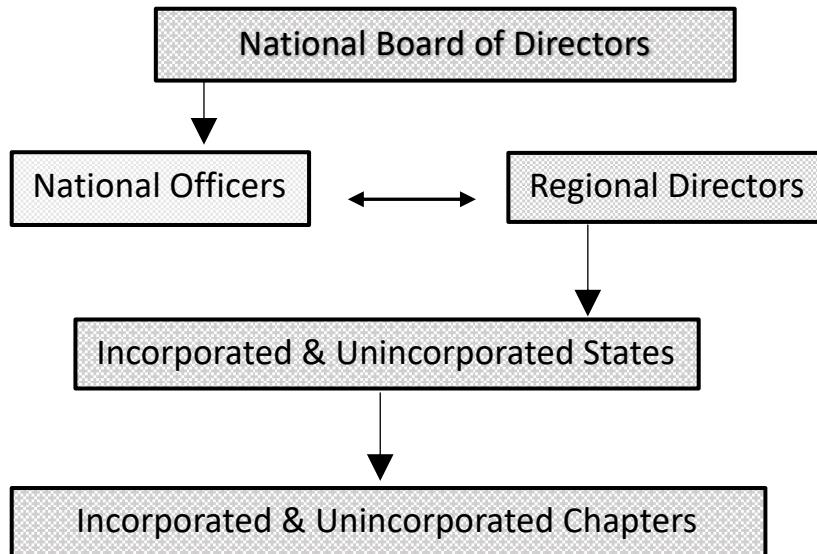 National Board of Directors
National Officers
Regional Directors
Incorporated & Unincorporated States
Incorporated & Unincorporated Chapters